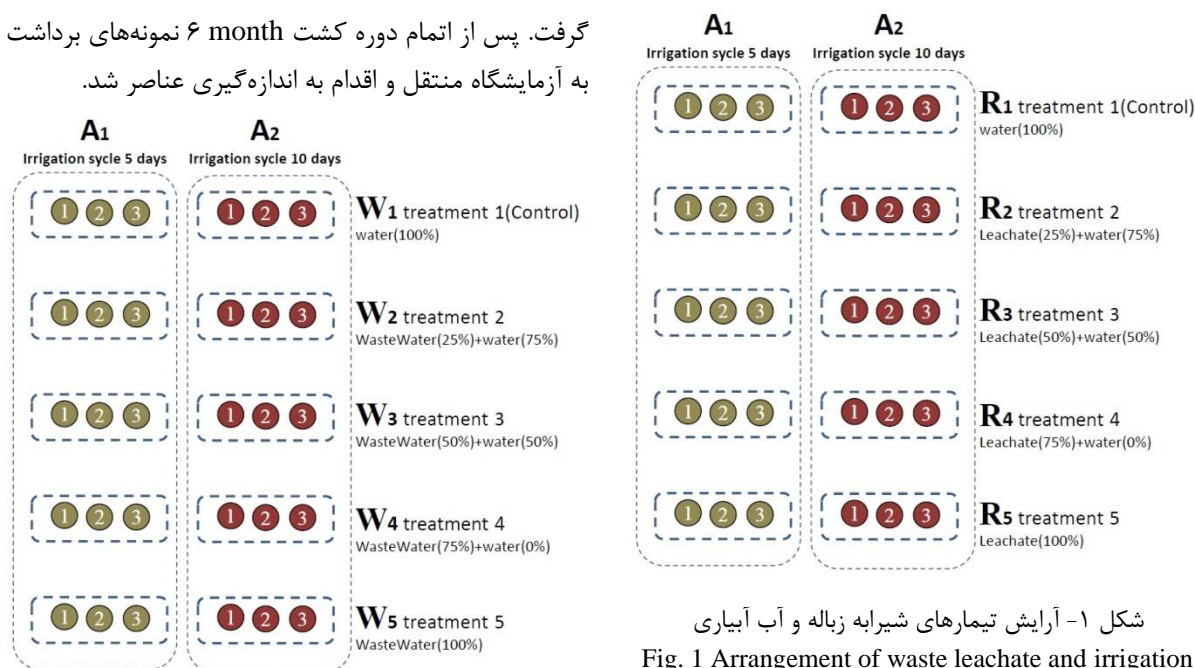 گرفت. پس از اتمام دوره کشت ۶ month نمونه‌های برداشت
به آزمایشگاه منتقل و اقدام به اندازه‌گیری عناصر شد.
A1 A2
Irrigation sycle 5 days Irrigation sycle 10 days
1 2 3 1 2 3 W1 treatment 1(Control)
water(100%)
1 2 3 1 2 3 W2 treatment 2
WasteWater(25%)+water(75%)
1 2 3 1 2 3 W3 treatment 3
WasteWater(50%)+water(50%)
1 2 3 1 2 3 W4 treatment 4
WasteWater(75%)+water(0%)
1 2 3 1 2 3 W5 treatment 5
WasteWater(100%)
A1 A2
Irrigation sycle 5 days Irrigation sycle 10 days
1 2 3 1 2 3 R1 treatment 1(Control)
water(100%)
1 2 3 1 2 3 R2 treatment 2
Leachate(25%)+water(75%)
1 2 3 1 2 3 R3 treatment 3
Leachate(50%)+water(50%)
1 2 3 1 2 3 R4 treatment 4
Leachate(75%)+water(0%)
1 2 3 1 2 3 R5 treatment 5
Leachate(100%)
شکل ۱- آرایش تیمارهای شیرابه زباله و آب آبیاری
Fig. 1 Arrangement of waste leachate and irrigation